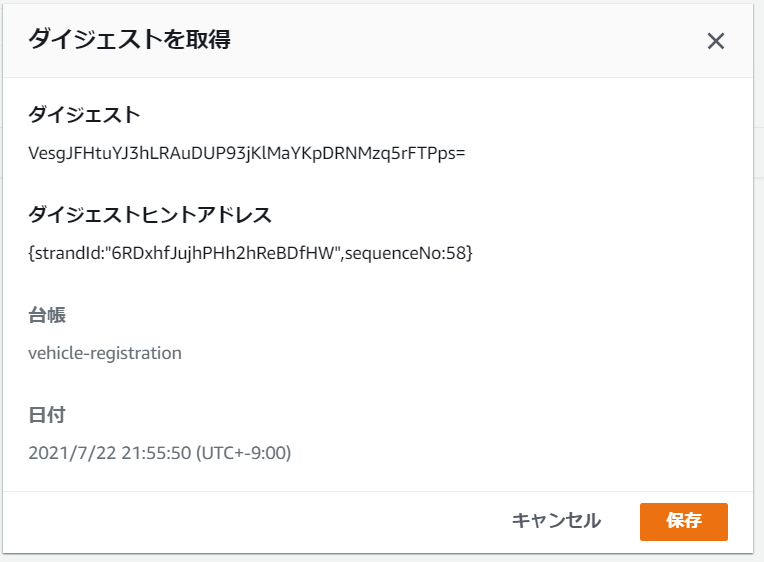 ダイジェストを取得
ダイジェスト
VesgJFHtuYJ3hLRAuDUP93jKlMaYKpDRNMzq5rFTPps=
ダイジェストヒントアドレス
{strandId:"6RDxhfJujhPHh2hReBDfHW",sequenceNo:58}
台帳
vehicle-registration
日付
2021/7/22 21:55:50 (UTC+-9:00)
キャンセル 保存